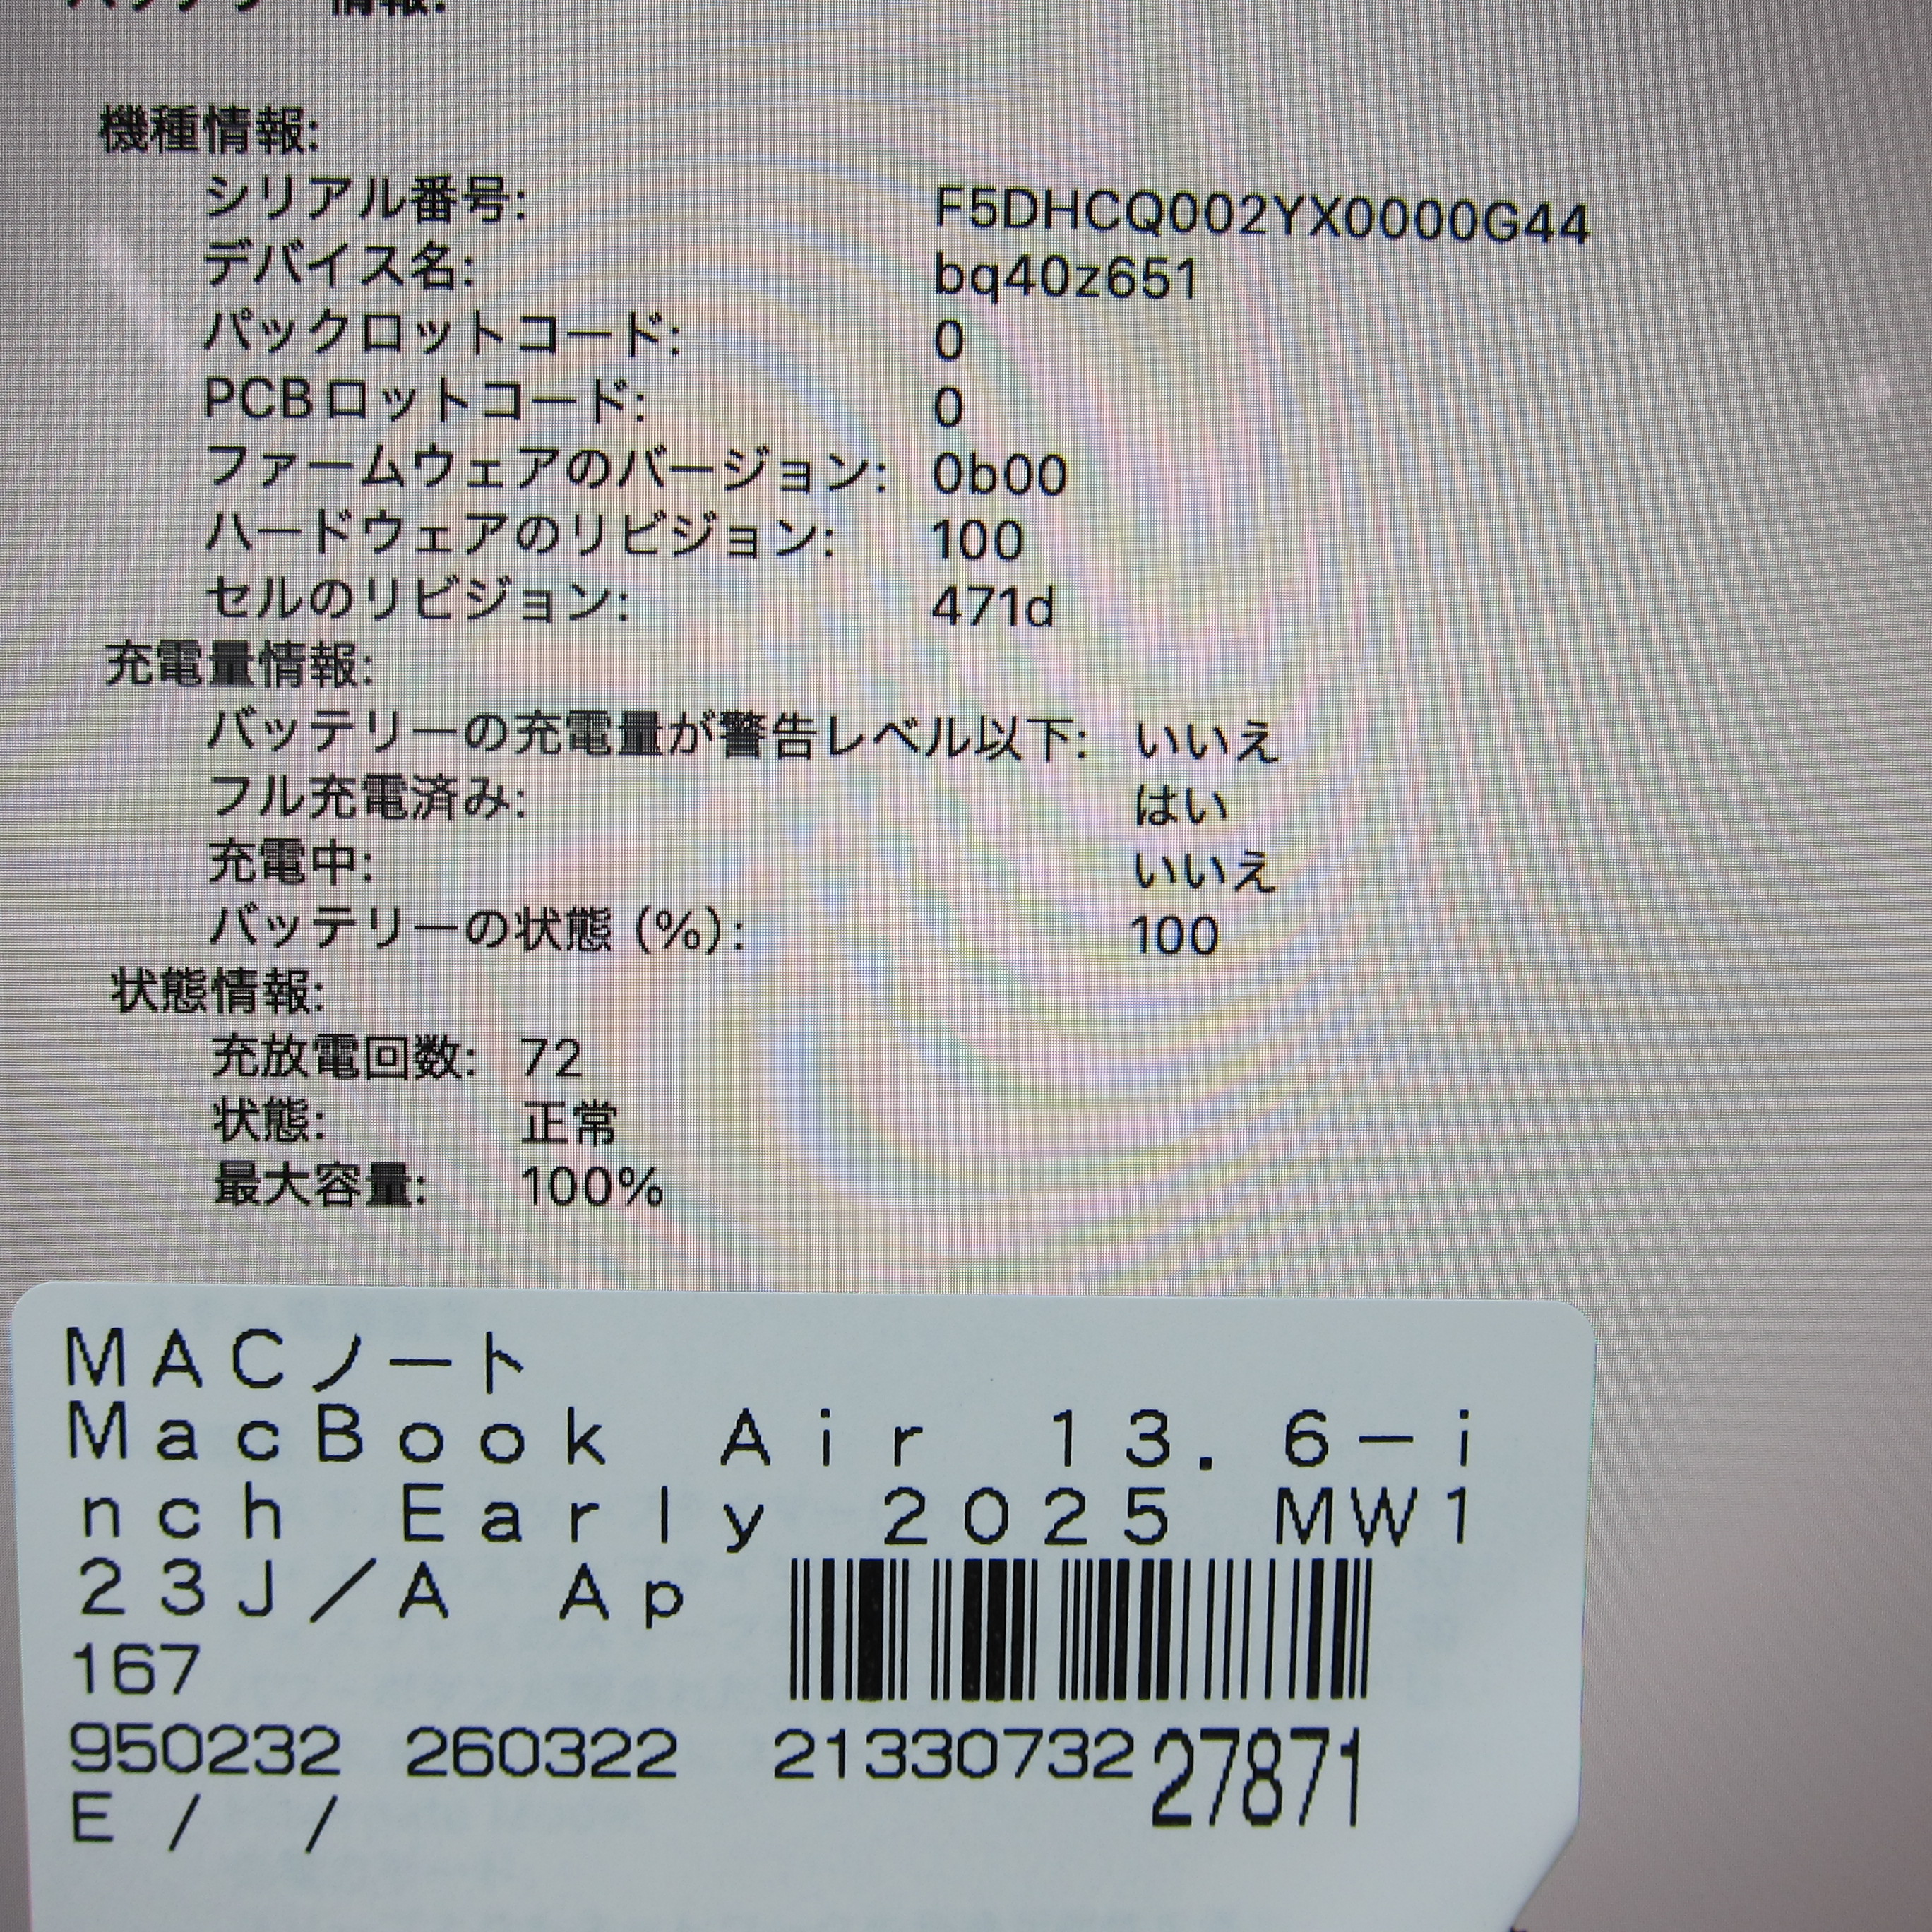 バッテリー情報:
機種情報:
シリアル番号: F5DHCQ002YX0000G44
デバイス名: bq40z651
パックロットコード: 0
PCBロットコード: 0
ファームウェアのバージョン: 0b00
ハードウェアのリビジョン: 100
セルのリビジョン: 471d
充電量情報:
バッテリーの充電量が警告レベル以下: いいえ
フル充電済み: はい
充電中: いいえ
バッテリーの状態 (%): 100
状態情報:
充放電回数: 72
状態: 正常
最大容量: 100%
MACノート
MacBook Air 13.6-i
nch Early 2025 MW1
23J/A Ap
167
950232 260322 21330732 27871
E / /